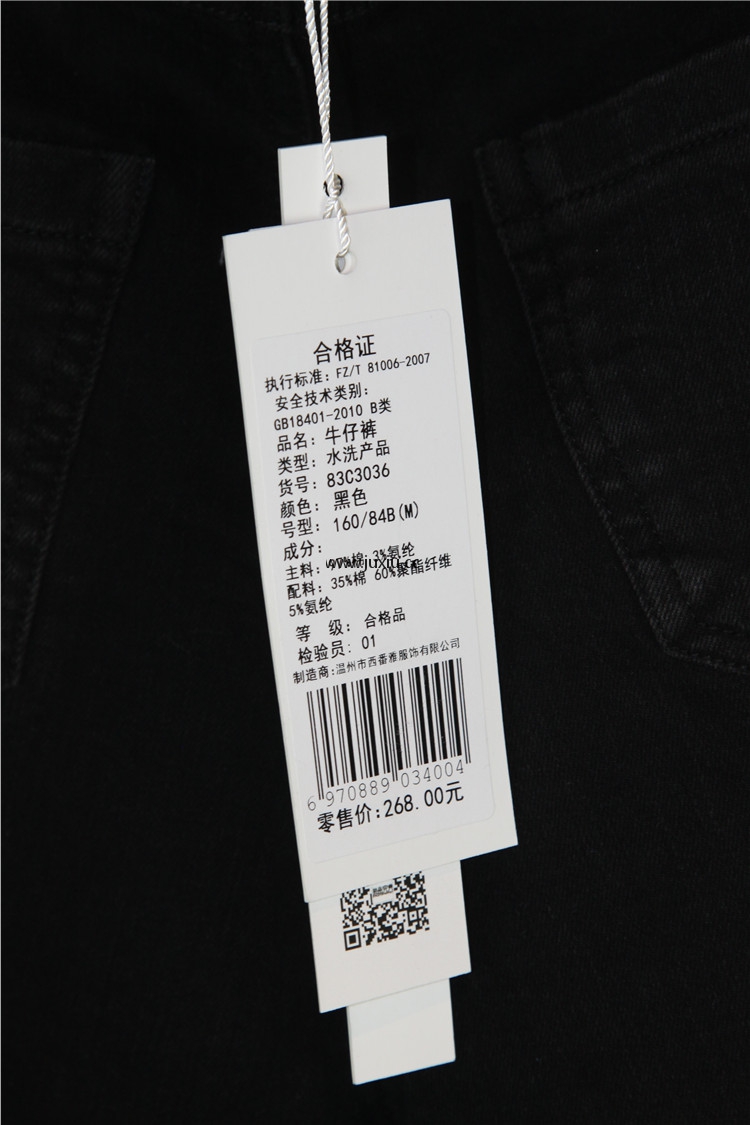 合格证
执行标准: FZ/T 81006-2007
安全技术类别:
GB18401-2010 B类
品名: 牛仔裤
类型: 水洗产品
货号: 83C3036
颜色: 黑色
号型: 160/84B(M)
成分:
主料: 97%棉 3%氨纶
www.juxiu.cc
配料: 35%棉 60%聚酯纤维
5%氨纶
等 级: 合格品
检验员: 01
制造商:温州市西番雅服饰有限公司
6 970889 034004
零售价:268.00元